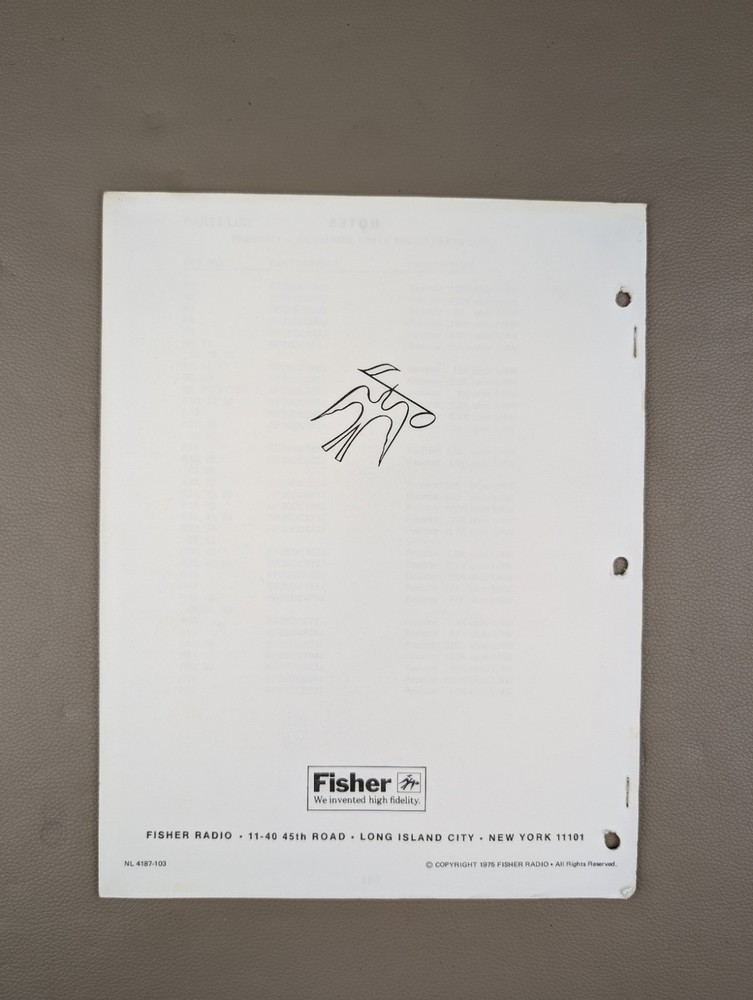 Fisher
We invented high fidelity.
FISHER RADIO • 11-40 45th ROAD • LONG ISLAND CITY • NEW YORK 11101
NL 4187-103
© COPYRIGHT 1975 FISHER RADIO • All Rights Reserved.